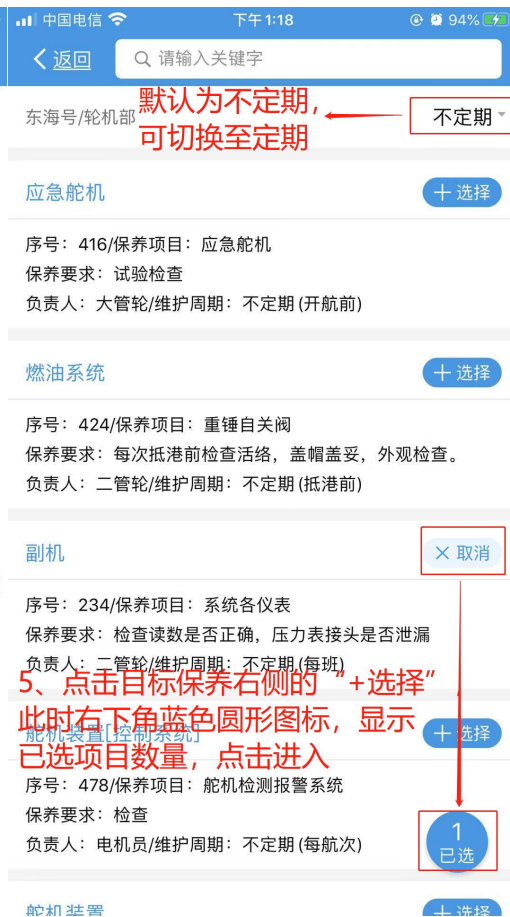 中国电信 下午1:18 94%
返回 请输入关键字
东海号/轮机部 不定期
默认为不定期，
可切换至定期
应急舵机 +选择
序号：416/保养项目：应急舵机
保养要求：试验检查
负责人：大管轮/维护周期：不定期(开航前)
燃油系统 +选择
序号：424/保养项目：重锤自关阀
保养要求：每次抵港前检查活络，盖帽盖妥，外观检查。
负责人：二管轮/维护周期：不定期(抵港前)
副机 ×取消
序号：234/保养项目：系统各仪表
保养要求：检查读数是否正确，压力表接头是否泄漏
负责人：二管轮/维护周期：不定期(每班)
5、点击目标保养右侧的“+选择”，
此时右下角蓝色圆形图标，显示
已选项目数量，点击进入
舵机装置[控制系统] +选择
序号：478/保养项目：舵机检测报警系统
保养要求：检查
负责人：电机员/维护周期：不定期(每航次)
1
已选
舵机装置 +选择